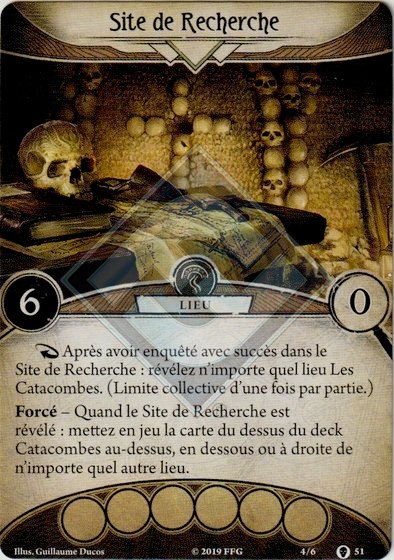 Site de Recherche
6
LIEU
0
Après avoir enquêté avec succès dans le
Site de Recherche : révélez n'importe quel lieu Les
Catacombes. (Limite collective d'une fois par partie.)
Forcé – Quand le Site de Recherche est
révélé : mettez en jeu la carte du dessus du deck
Catacombes au-dessus, en dessous ou à droite de
n'importe quel autre lieu.
Illus. Guillaume Ducos
© 2019 FFG
4/6
51